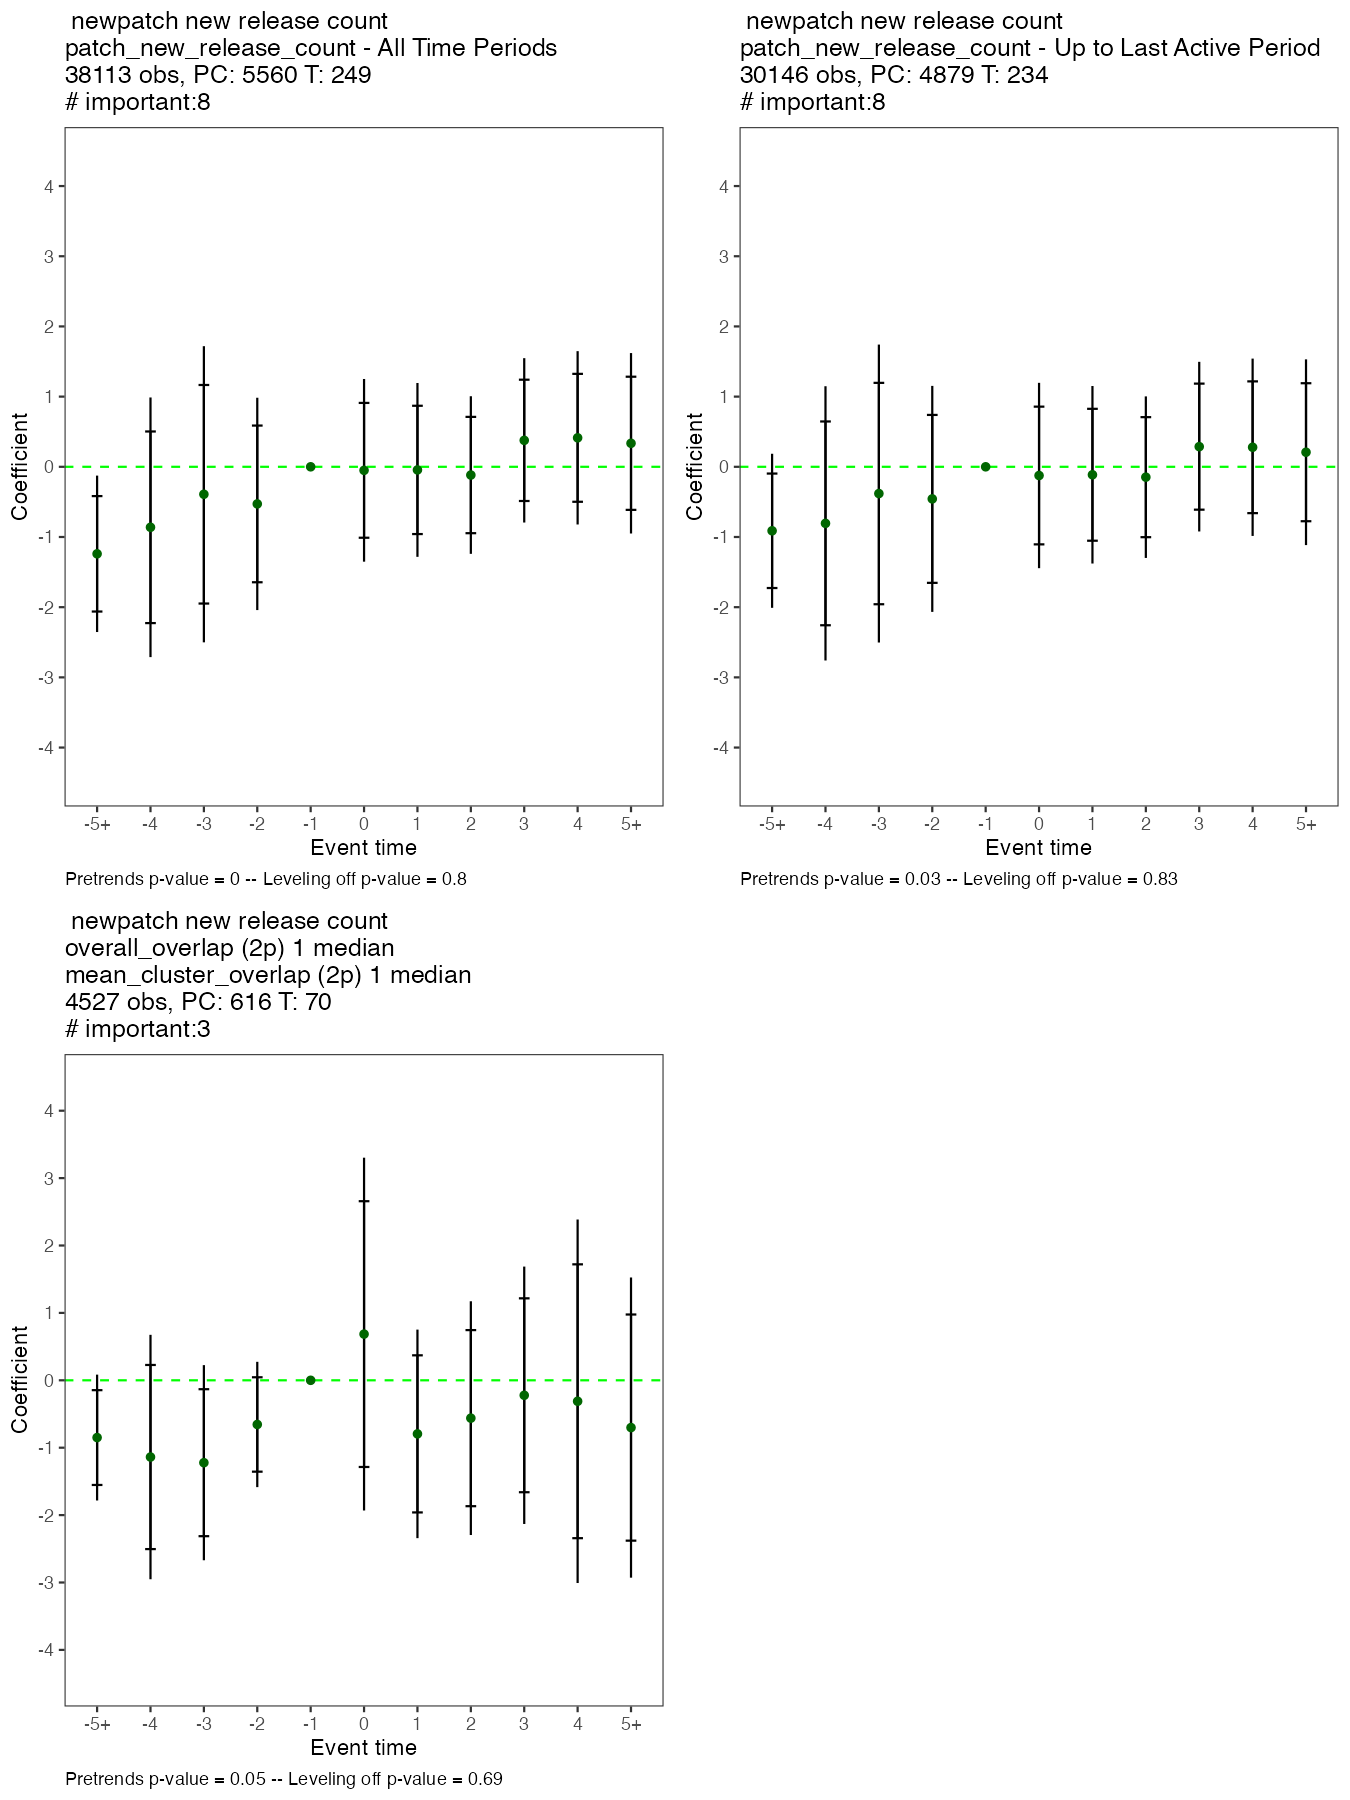 newpatch new release count
patch_new_release_count - All Time Periods
38113 obs, PC: 5560 T: 249
# important:8
4
3
2
1
0
-1
-2
-3
-4
Coefficient
-5+ -4 -3 -2 -1 0 1 2 3 4 5+
Event time
Pretrends p-value = 0 -- Leveling off p-value = 0.8
newpatch new release count
patch_new_release_count - Up to Last Active Period
30146 obs, PC: 4879 T: 234
# important:8
4
3
2
1
0
-1
-2
-3
-4
Coefficient
-5+ -4 -3 -2 -1 0 1 2 3 4 5+
Event time
Pretrends p-value = 0.03 -- Leveling off p-value = 0.83
newpatch new release count
overall_overlap (2p) 1 median
mean_cluster_overlap (2p) 1 median
4527 obs, PC: 616 T: 70
# important:3
4
3
2
1
0
-1
-2
-3
-4
Coefficient
-5+ -4 -3 -2 -1 0 1 2 3 4 5+
Event time
Pretrends p-value = 0.05 -- Leveling off p-value = 0.69